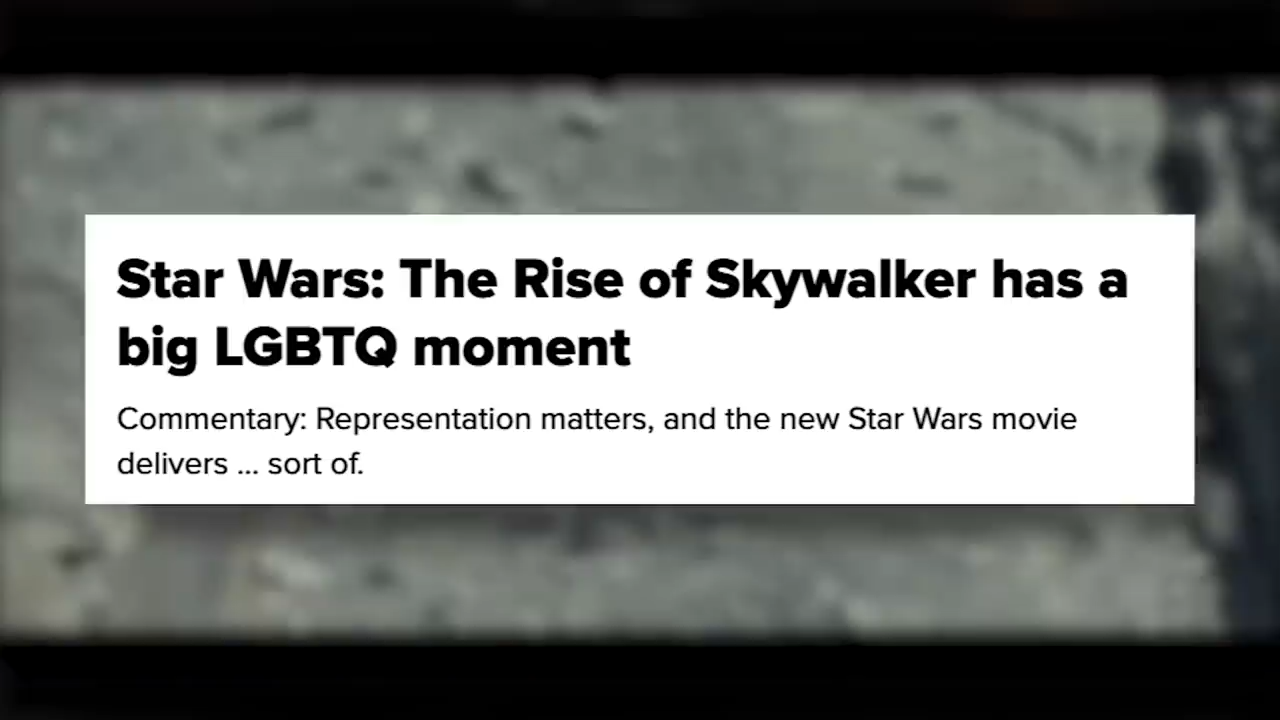 Star Wars: The Rise of Skywalker has a
big LGBTQ moment
Commentary: Representation matters, and the new Star Wars movie
delivers ... sort of.